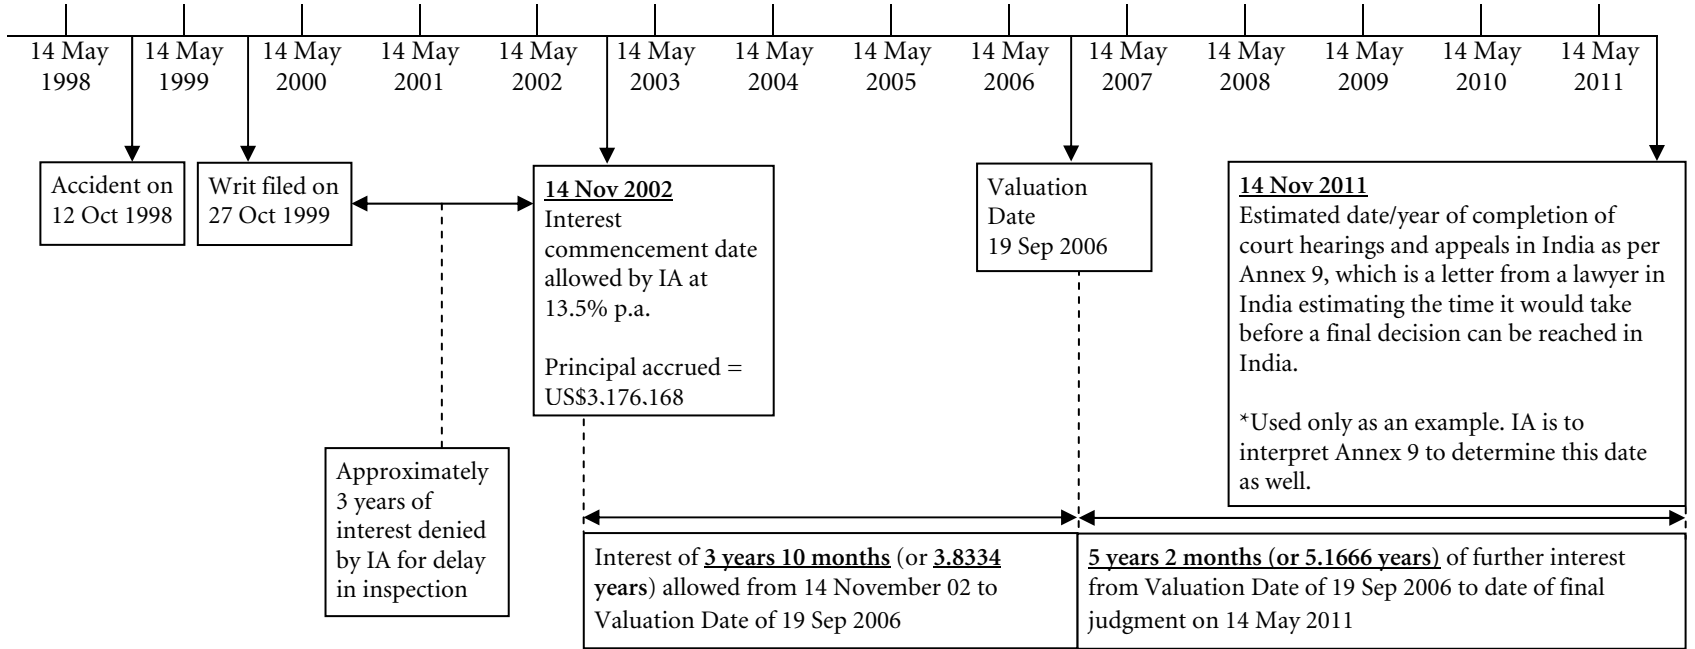 14 May 1998
14 May 1999
14 May 2000
14 May 2001
14 May 2002
14 May 2003
14 May 2004
14 May 2005
14 May 2006
14 May 2007
14 May 2008
14 May 2009
14 May 2010
14 May 2011
Accident on
12 Oct 1998
Writ filed on
27 Oct 1999
14 Nov 2002
Interest
commencement date
allowed by IA at
13.5% p.a.
Principal accrued =
US$3,176,168
Valuation
Date
19 Sep 2006
14 Nov 2011
Estimated date/year of completion of
court hearings and appeals in India as per
Annex 9, which is a letter from a lawyer in
India estimating the time it would take
before a final decision can be reached in
India.
*Used only as an example. IA is to
interpret Annex 9 to determine this date
as well.
Approximately
3 years of
interest denied
by IA for delay
in inspection
Interest of 3 years 10 months (or 3.8334
years) allowed from 14 November 02 to
Valuation Date of 19 Sep 2006
5 years 2 months (or 5.1666 years) of further interest
from Valuation Date of 19 Sep 2006 to date of final
judgment on 14 May 2011